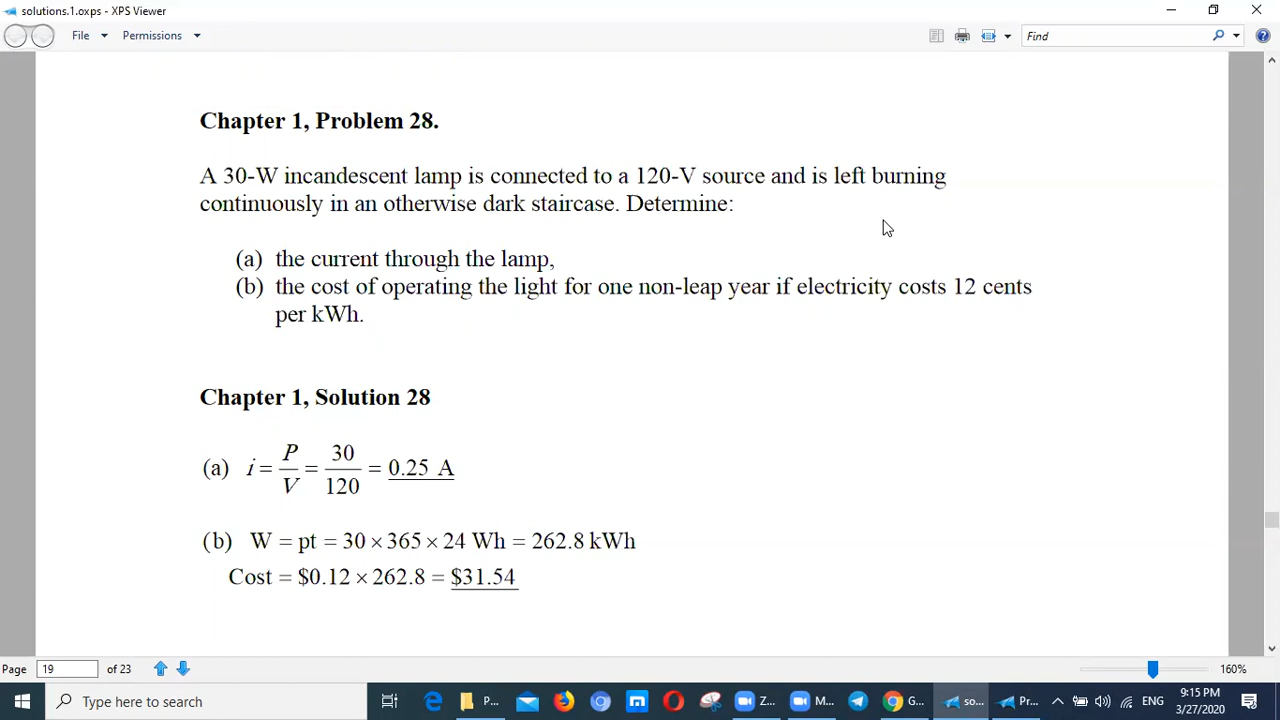 solutions.1.oxps - XPS Viewer
File Permissions Find
Chapter 1, Problem 28.
A 30-W incandescent lamp is connected to a 120-V source and is left burning
continuously in an otherwise dark staircase. Determine:
(a) the current through the lamp,
(b) the cost of operating the light for one non-leap year if electricity costs 12 cents
per kWh.
Chapter 1, Solution 28
(a) i = P/V = 30/120 = 0.25 A
(b) W = pt = 30 × 365 × 24 Wh = 262.8 kWh
Cost = $0.12 × 262.8 = $31.54
Page 19 of 23 160%
Type here to search P... Z... M... G... so... Pr... ENG 9:15 PM
3/27/2020